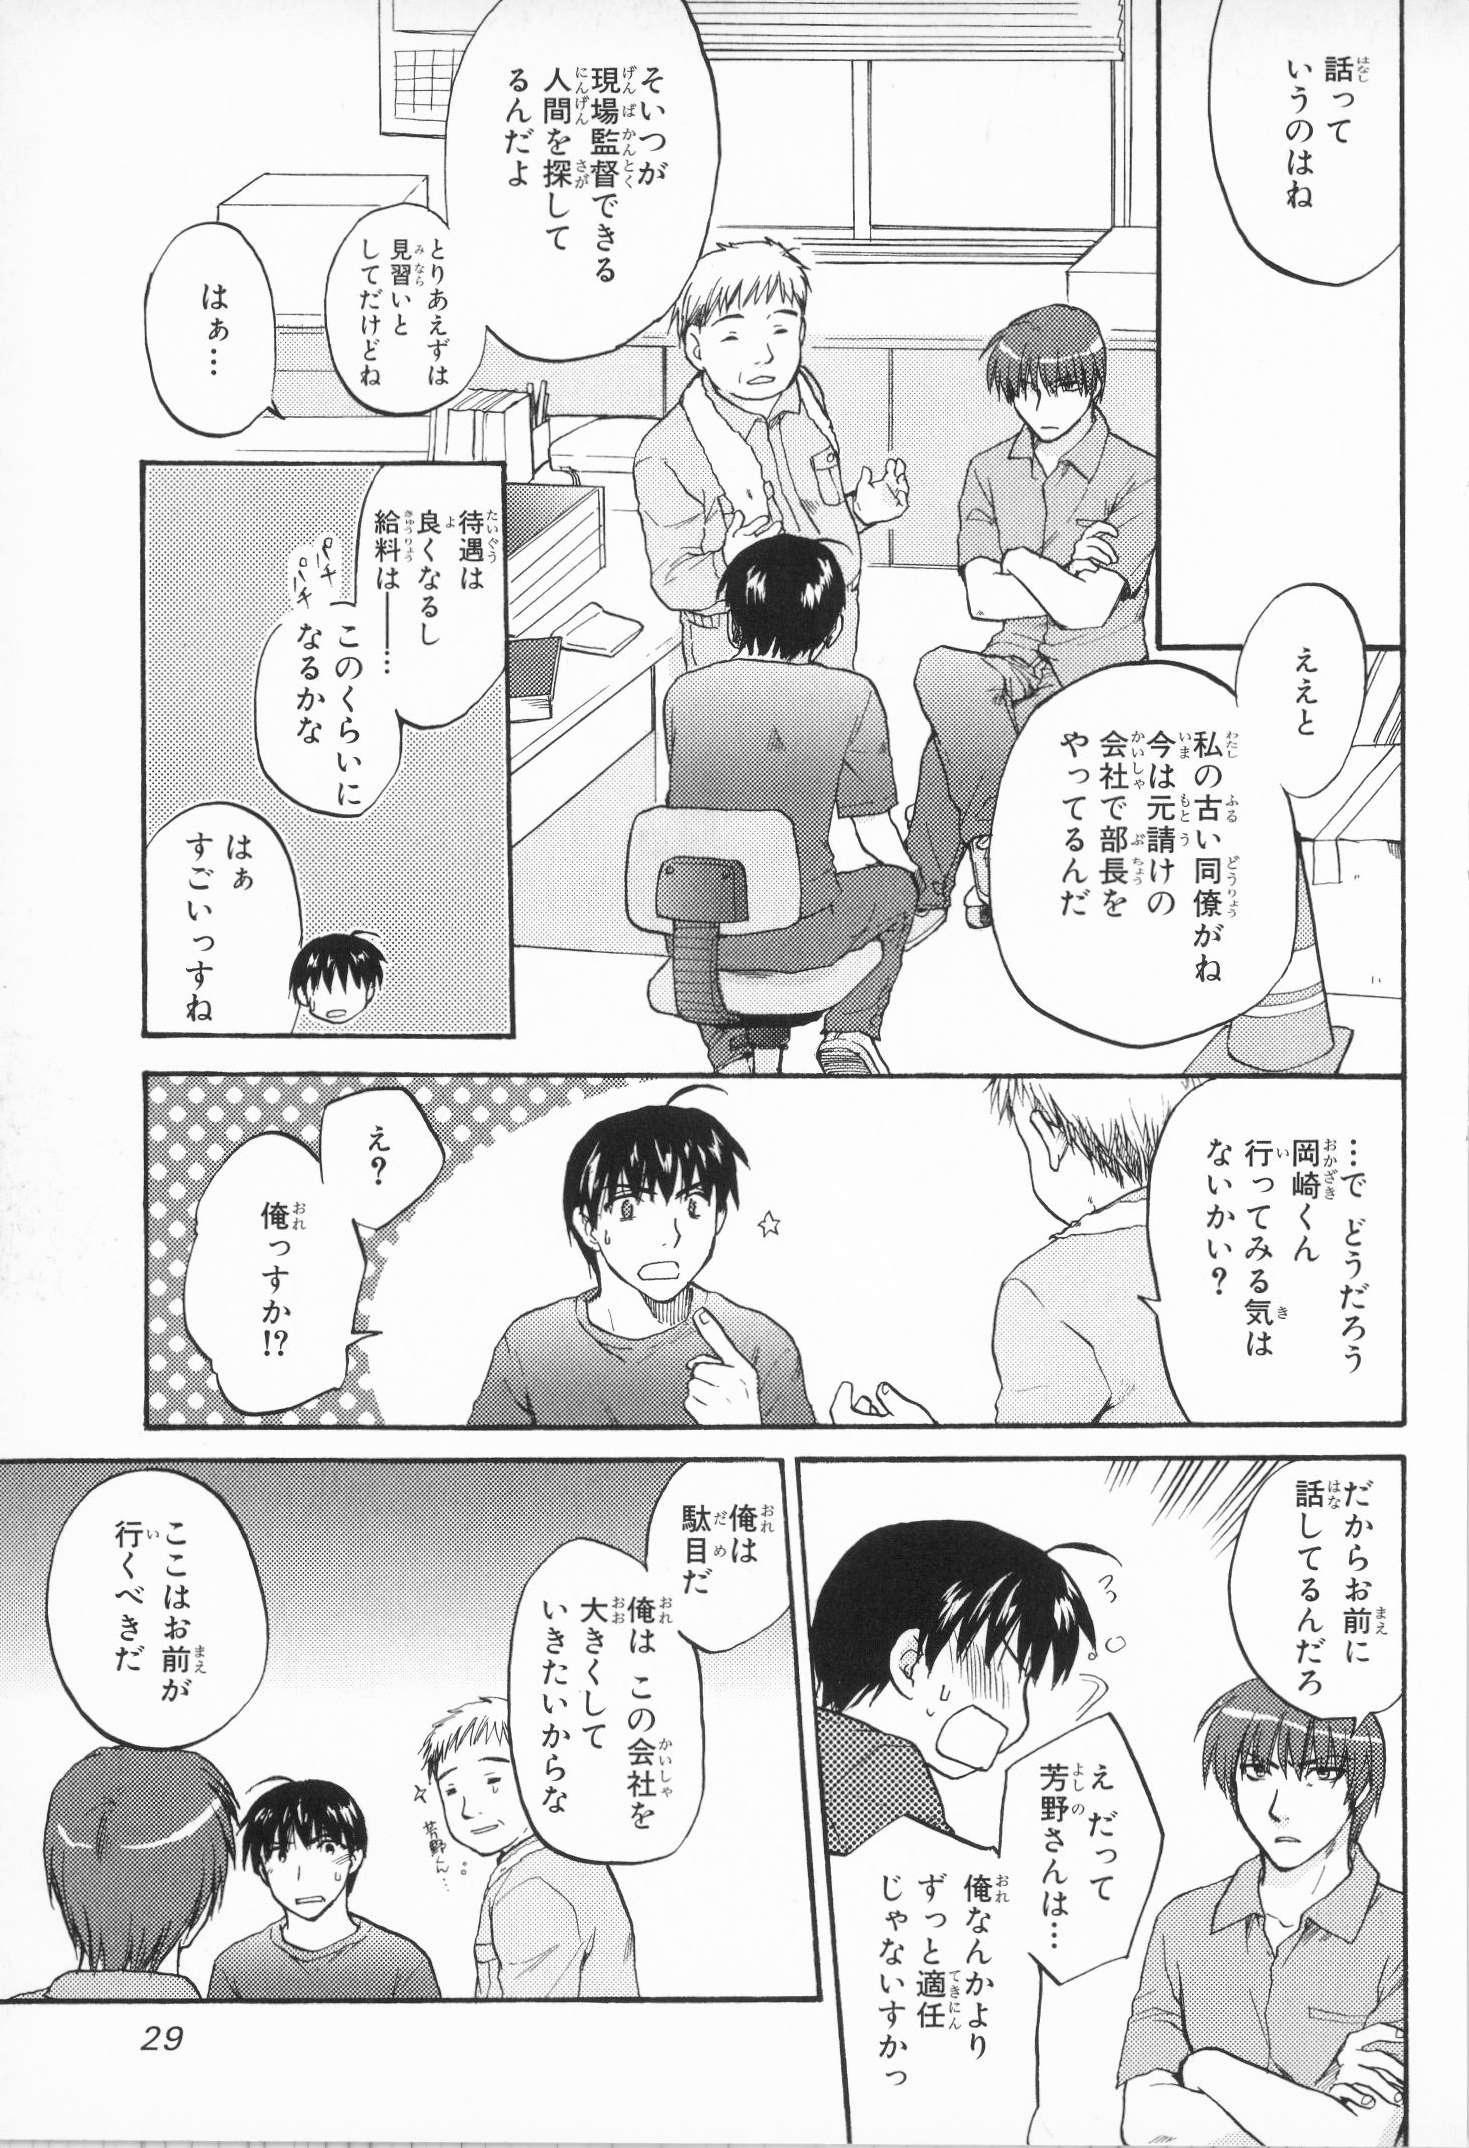 話って
いうのはね
ええと
私の古い同僚がね
今は元請けの
会社で部長を
やってるんだ
そいつが
現場監督できる
人間を探して
るんだよ
とりあえずは
見習いと
してだけどね
はぁ…
待遇は
良くなるし
給料は――…
パチ
パチ
このくらいに
なるかな
はぁ
すごいっすね
…で どうだろう
岡崎くん
行ってみる気は
ないかい?
え?
俺っすか!?
だからお前に
話してるんだろ
え だって
芳野さんは…
俺なんかより
ずっと適任
じゃないすかっ
俺は
駄目だ
俺は この会社を
大きくして
いきたいからな
芳野くん…
ここはお前が
行くべきだ
29